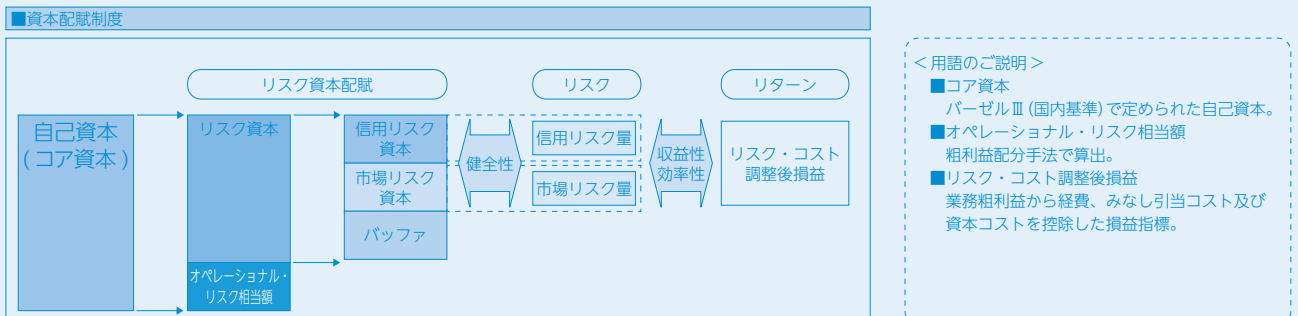 ■資本配賦制度
リスク資本配賦
リスク
リターン
自己資本
(コア資本)
リスク資本
オペレーショナル・
リスク相当額
信用リスク
資本
市場リスク
資本
バッファ
健全性
信用リスク量
市場リスク量
収益性
効率性
リスク・コスト
調整後損益
<用語のご説明>
■コア資本
バーゼルⅢ(国内基準)で定められた自己資本。
■オペレーショナル・リスク相当額
粗利益配分手法で算出。
■リスク・コスト調整後損益
業務粗利益から経費、みなし引当コスト及び
資本コストを控除した損益指標。